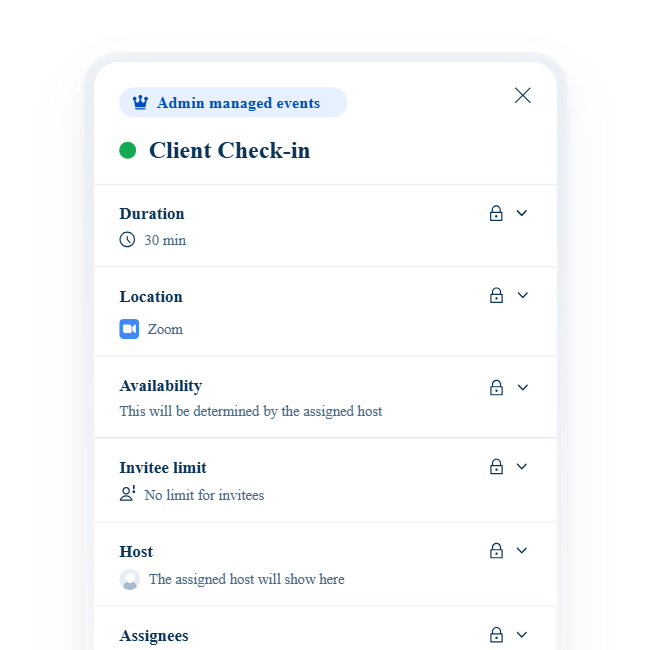 Admin managed events
Client Check-in
Duration
30 min
Location
Zoom
Availability
This will be determined by the assigned host
Invitee limit
No limit for invitees
Host
The assigned host will show here
Assignees